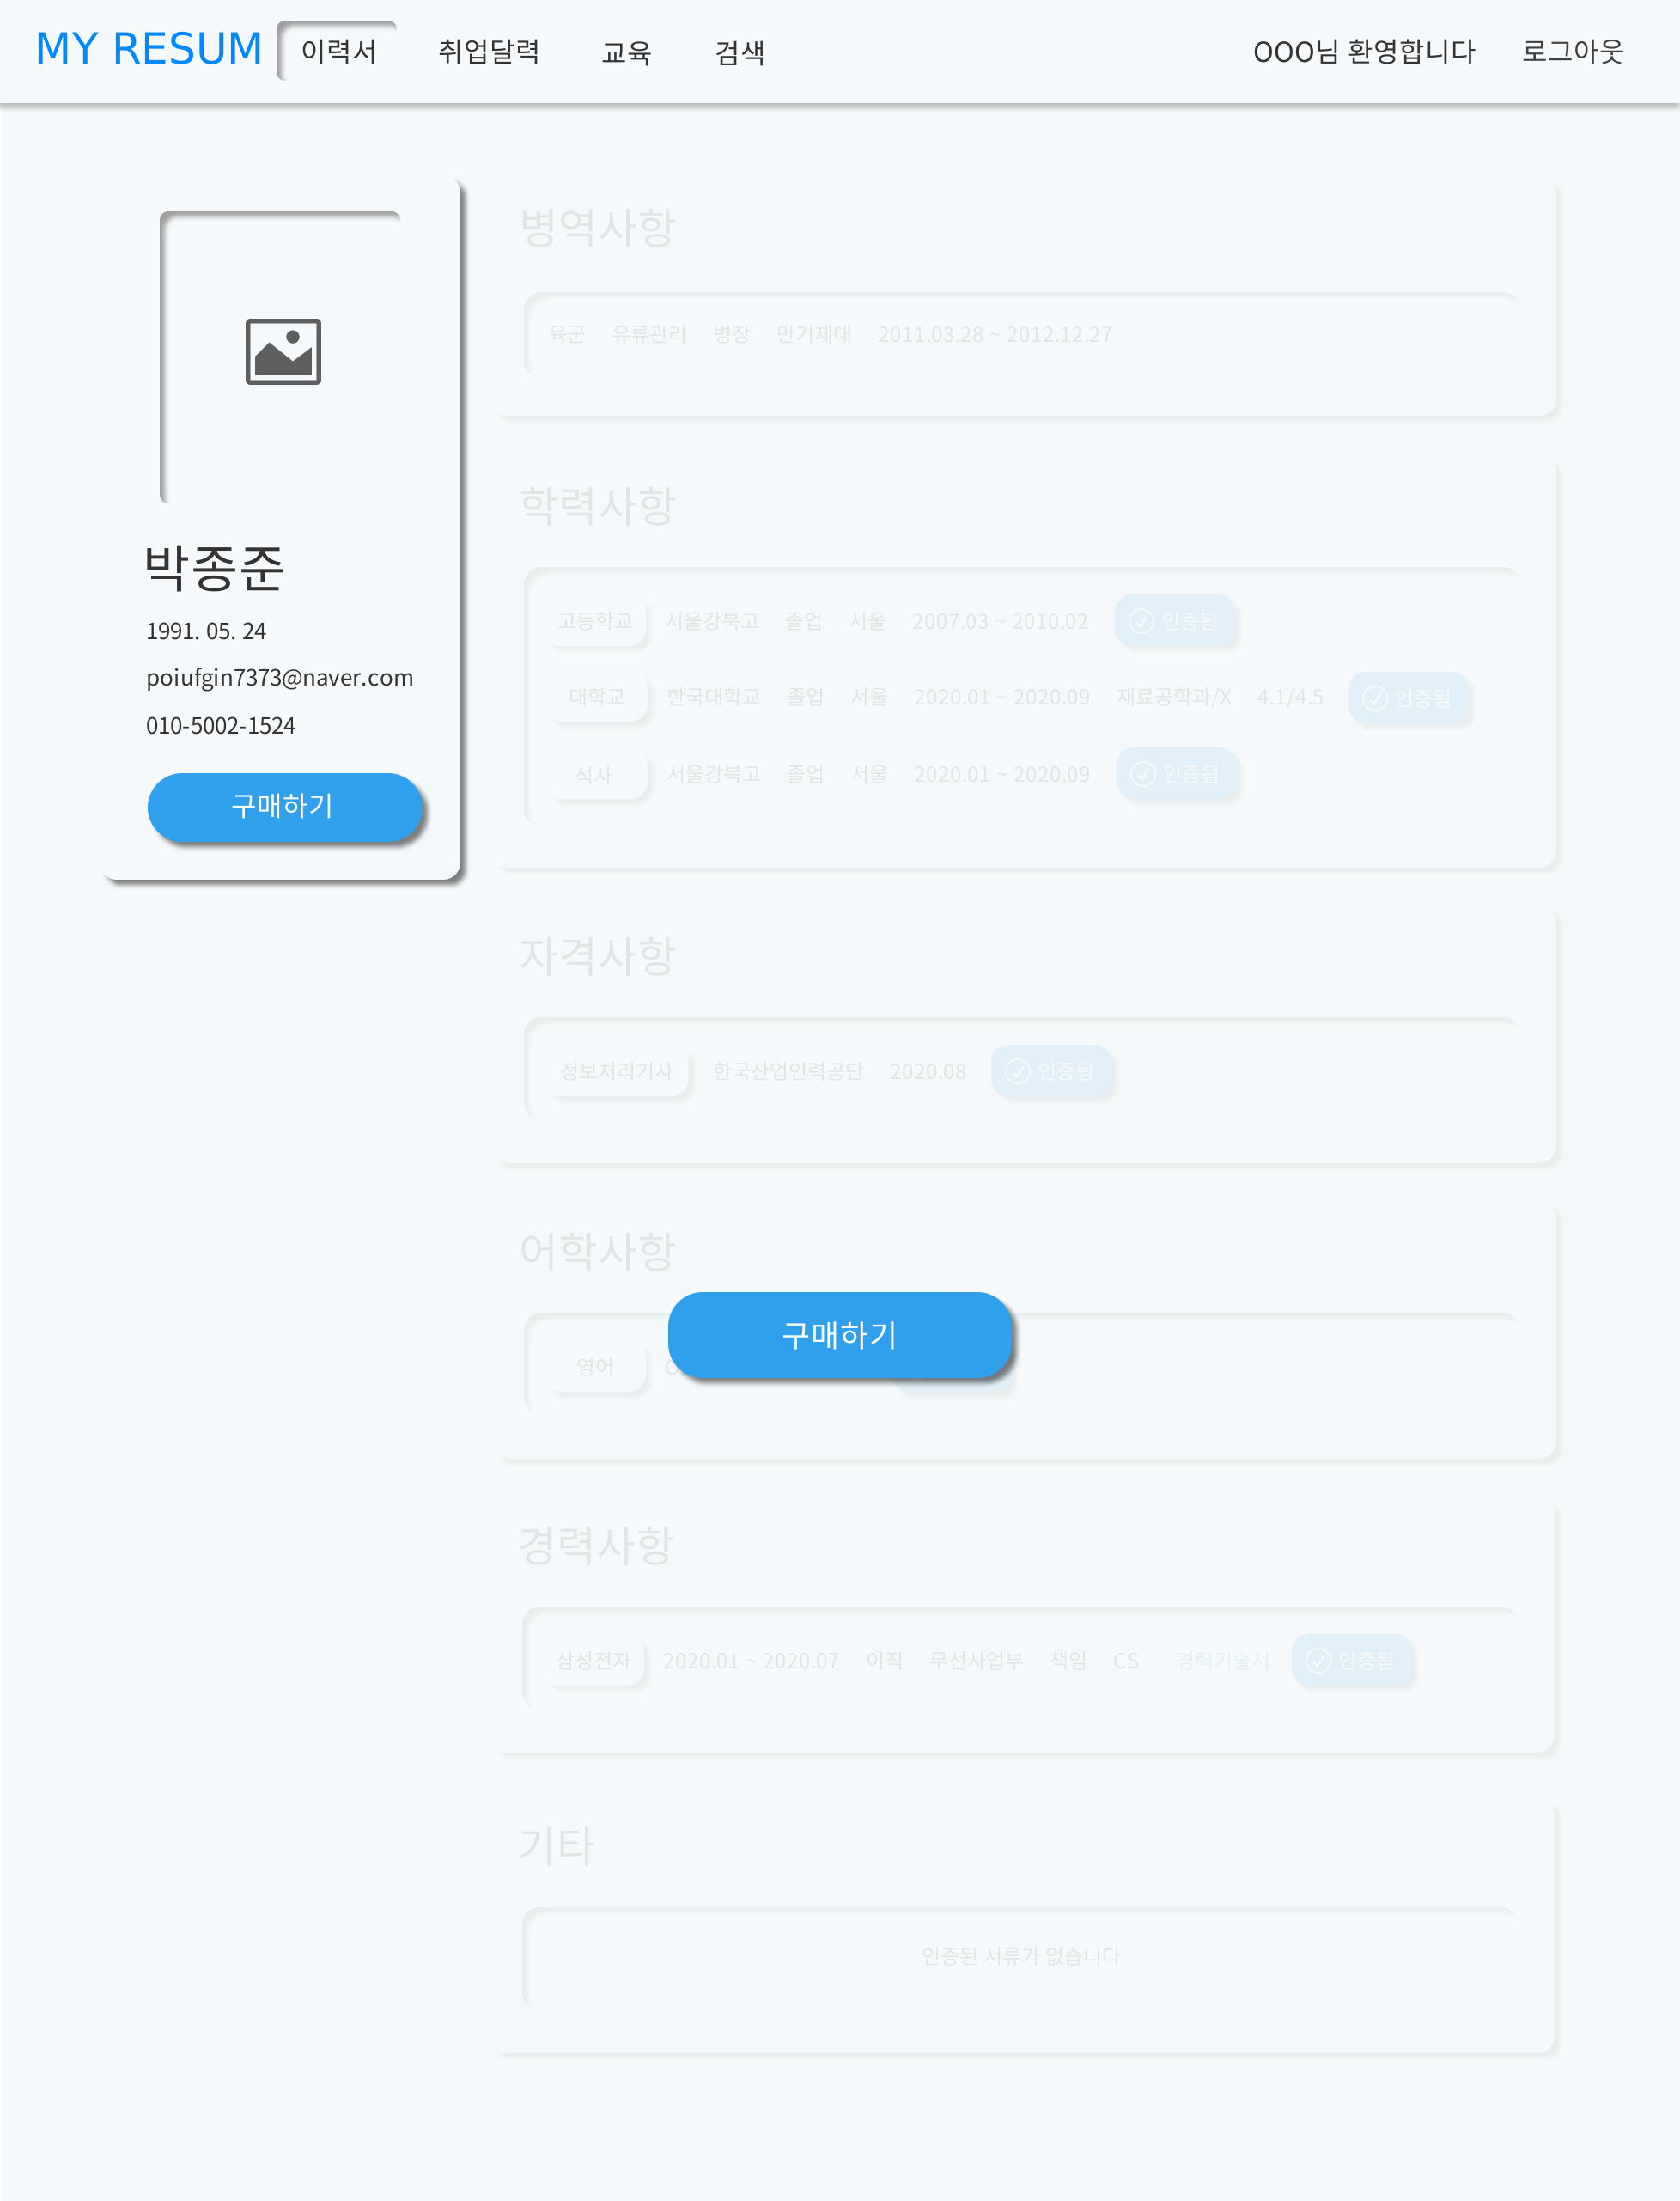 MY RESUM 이력서 취업달력 교육 검색 OOO님 환영합니다 로그아웃
박종준
1991. 05. 24
poiufgin7373@naver.com
010-5002-1524
구매하기
병역사항
육군 유류관리 병장 만기제대 2011.03.28 ~ 2012.12.27
학력사항
고등학교 서울강북고 졸업 서울 2007.03 ~ 2010.02 인증됨
대학교 한국대학교 졸업 서울 2020.01 ~ 2020.09 재료공학과/X 4.1/4.5 인증됨
석사 서울강북고 졸업 서울 2020.01 ~ 2020.09 인증됨
자격사항
정보처리기사 한국산업인력공단 2020.08 인증됨
어학사항
구매하기
영어
경력사항
삼성전자 2020.01 ~ 2020.07 이직 무선사업부 책임 CS 경력기술서 인증됨
기타
인증된 서류가 없습니다